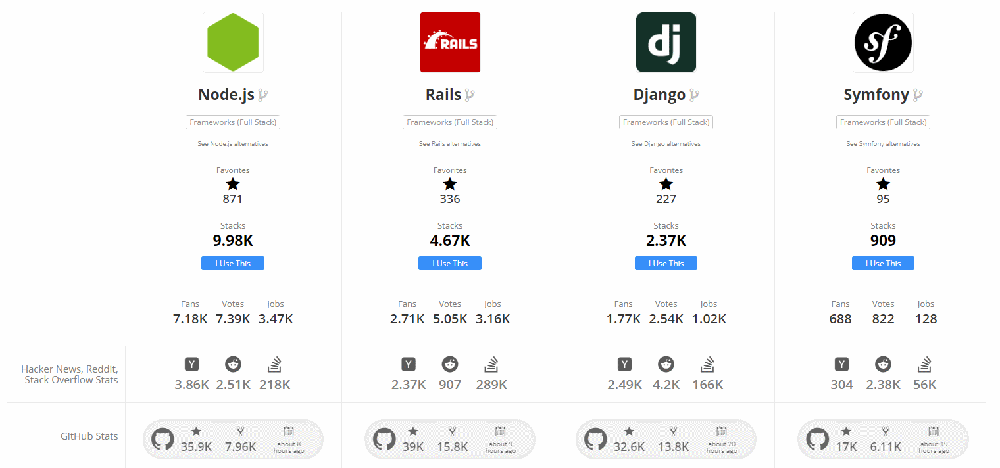 RAILS
dj
sf
Node.js
Rails
Django
Symfony
Frameworks (Full Stack)
Frameworks (Full Stack)
Frameworks (Full Stack)
Frameworks (Full Stack)
See Node.js alternatives
See Rails alternatives
See Django alternatives
See Symfony alternatives
Favorites
Favorites
Favorites
Favorites
871
336
227
95
Stacks
Stacks
Stacks
Stacks
9.98K
4.67K
2.37K
909
I Use This
I Use This
I Use This
I Use This
Fans Votes Jobs
Fans Votes Jobs
Fans Votes Jobs
Fans Votes Jobs
7.18K 7.39K 3.47K
2.71K 5.05K 3.16K
1.77K 2.54K 1.02K
688 822 128
Hacker News, Reddit,
Stack Overflow Stats
Y
Y
Y
Y
3.86K 2.51K 218K
2.37K 907 289K
2.49K 4.2K 166K
304 2.38K 56K
GitHub Stats
35.9K 7.96K about 8
hours ago
39K 15.8K about 9
hours ago
32.6K 13.8K about 20
hours ago
17K 6.11K about 19
hours ago